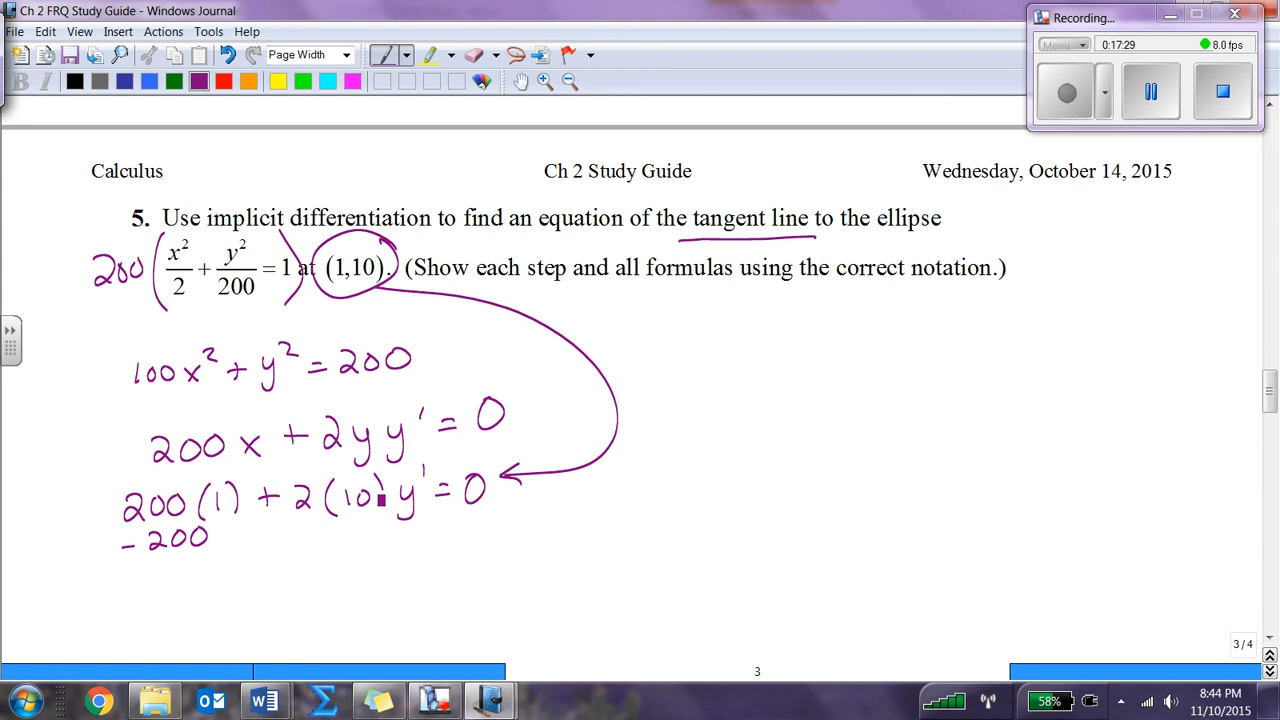 Ch 2 FRQ Study Guide - Windows Journal
File Edit View Insert Actions Tools Help
Page Width
B
Recording...
Menu 0:17:29 8.0 fps
Calculus Ch 2 Study Guide Wednesday, October 14, 2015
5. Use implicit differentiation to find an equation of the tangent line to the ellipse
200 ( x²/2 + y²/200 = 1 ) at (1,10). (Show each step and all formulas using the correct notation.)
100x² + y² = 200
200x + 2yy' = 0
200(1) + 2(10)y' = 0
-200
3/4
3
58% 8:44 PM
11/10/2015